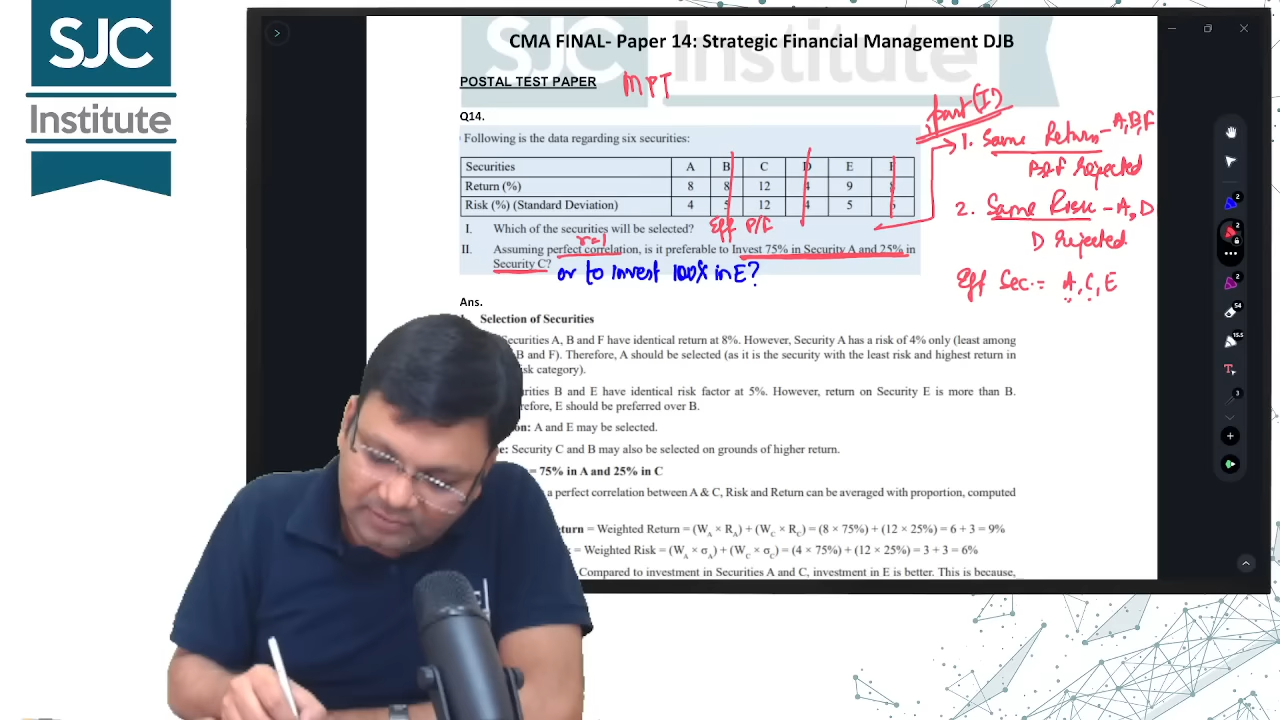 SJC
Institute
SJC
Institute
CMA FINAL- Paper 14: Strategic Financial Management DJB
POSTAL TEST PAPER MPT
Q14.
Following is the data regarding six securities:
Securities A B C D E F
Return (%) 8 8 12 4 9 8
Risk (%) (Standard Deviation) 4 5 12 4 5 6
Eff P/C
I. Which of the securities will be selected?
r=1
II. Assuming perfect correlation, is it preferable to Invest 75% in Security A and 25% in
Security C? or to Invest 100% in E?
part(I)
1. Same Return - A,B,F
B&F Rejected
2. Same Risk - A, D
D Rejected
Eff Sec. = A, C, E
Ans.
Selection of Securities
Securities A, B and F have identical return at 8%. However, Security A has a risk of 4% only (least among
B and F). Therefore, A should be selected (as it is the security with the least risk and highest return in
sk category).
rities B and E have identical risk factor at 5%. However, return on Security E is more than B.
refore, E should be preferred over B.
on: A and E may be selected.
e: Security C and B may also be selected on grounds of higher return.
= 75% in A and 25% in C
a perfect correlation between A & C, Risk and Return can be averaged with proportion, computed
turn = Weighted Return = (WA × RA) + (WC × RC) = (8 × 75%) + (12 × 25%) = 6 + 3 = 9%
k = Weighted Risk = (WA × σA) + (WC × σC) = (4 × 75%) + (12 × 25%) = 3 + 3 = 6%
Compared to investment in Securities A and C, investment in E is better. This is because,